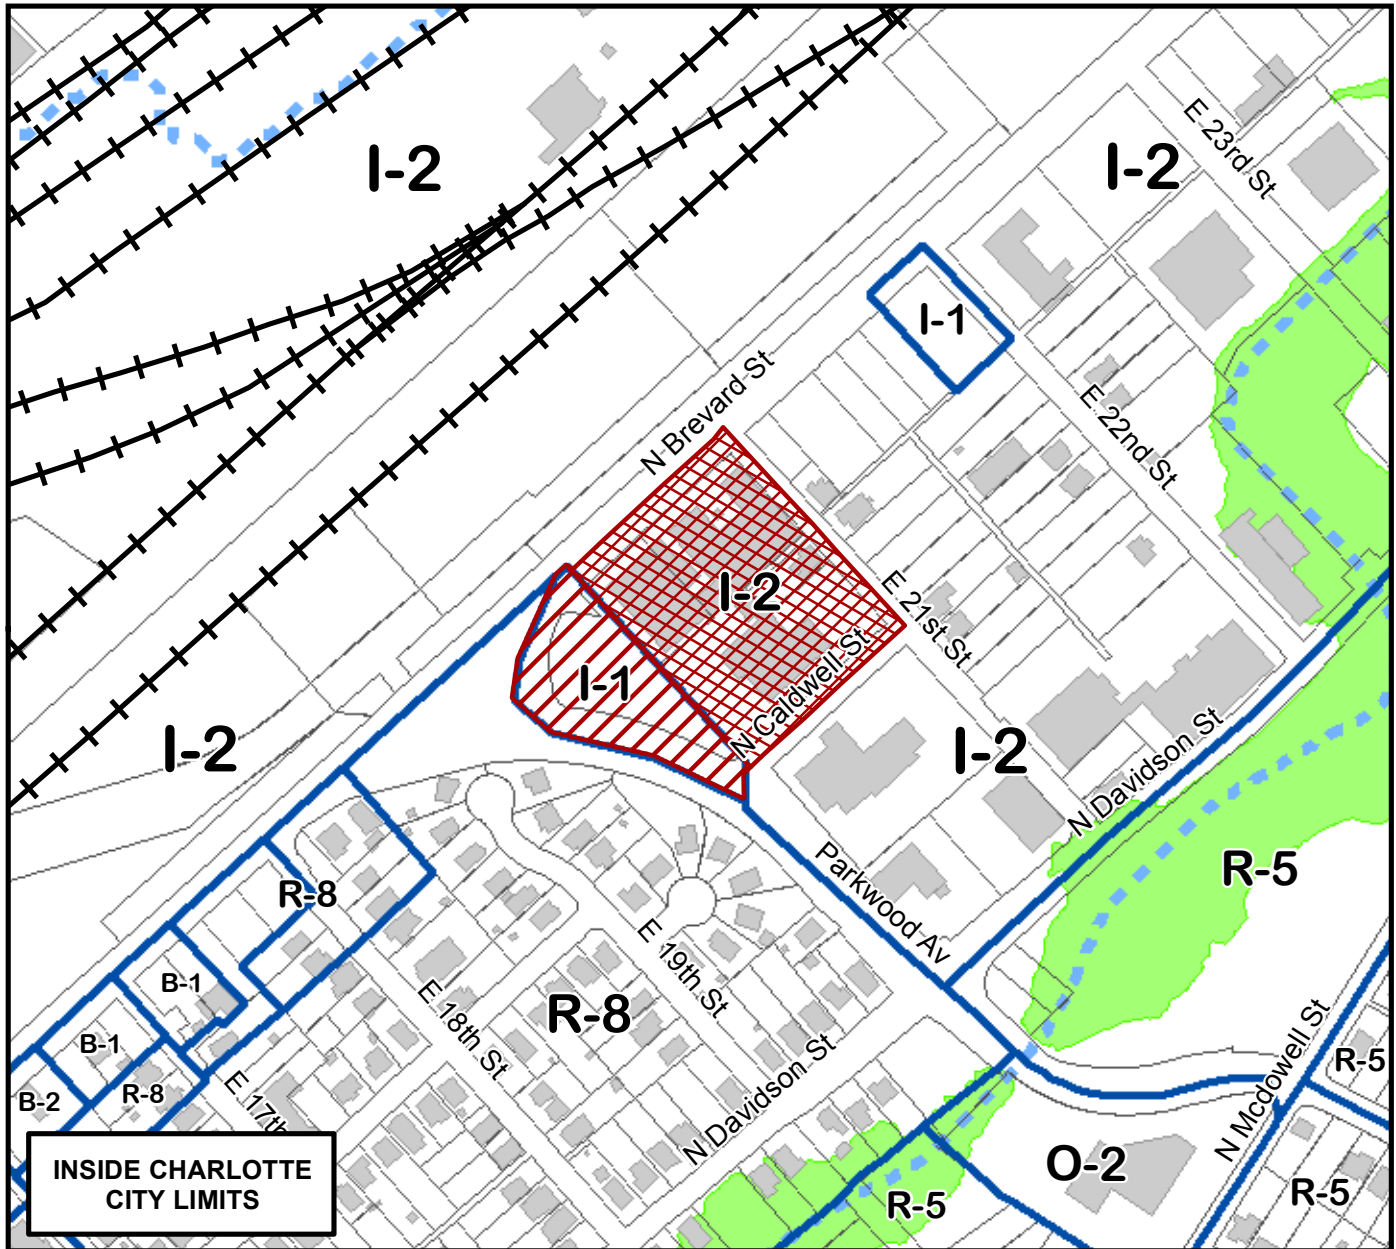 I-2
I-2
E 23rd St
I-1
N Brevard St
E 22nd St
I-2
E 21st St
I-1
N Caldwell St
I-2
I-2
N Davidson St
Parkwood Av
R-5
R-8
E 19th St
B-1
E 18th St
R-8
B-1
N Davidson St
N Mcdowell St
R-5
B-2
R-8
E 17th
O-2
R-5
R-5
INSIDE CHARLOTTE
CITY LIMITS